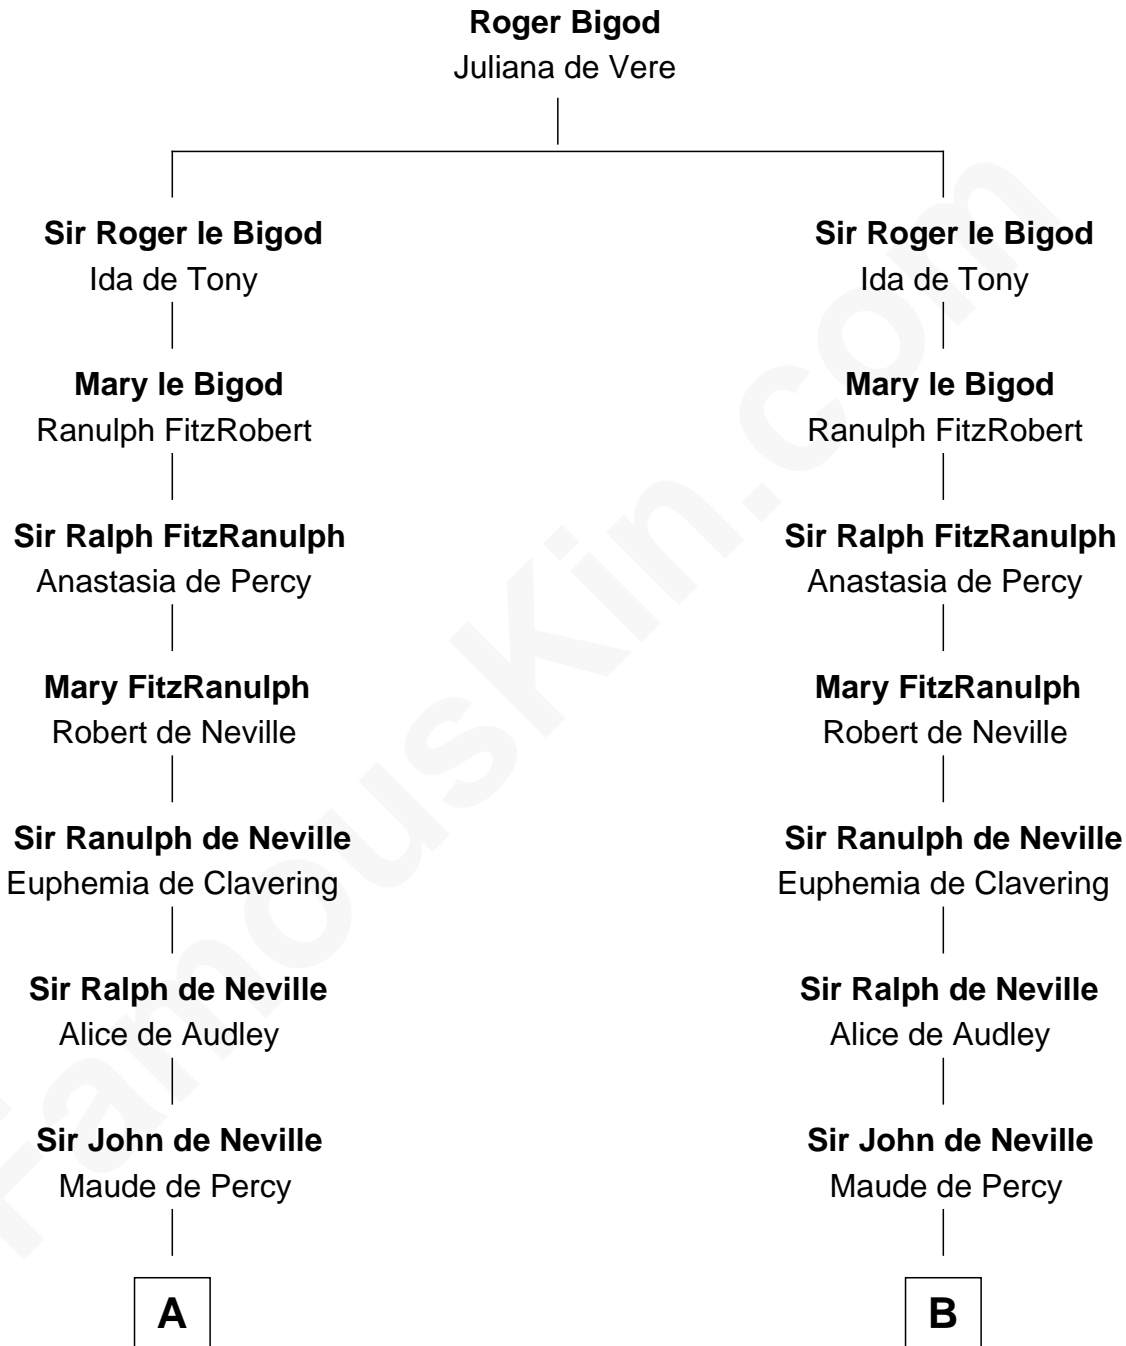 Roger Bigod
Juliana de Vere
Sir Roger le Bigod Sir Roger le Bigod
Ida de Tony Ida de Tony
Mary le Bigod Mary le Bigod
Ranulph FitzRobert Ranulph FitzRobert
Sir Ralph FitzRanulph Sir Ralph FitzRanulph
Anastasia de Percy Anastasia de Percy
Mary FitzRanulph Mary FitzRanulph
Robert de Neville Robert de Neville
Sir Ranulph de Neville Sir Ranulph de Neville
Euphemia de Clavering Euphemia de Clavering
Sir Ralph de Neville Sir Ralph de Neville
Alice de Audley Alice de Audley
Sir John de Neville Sir John de Neville
Maude de Percy Maude de Percy
A B
FamousKin.com